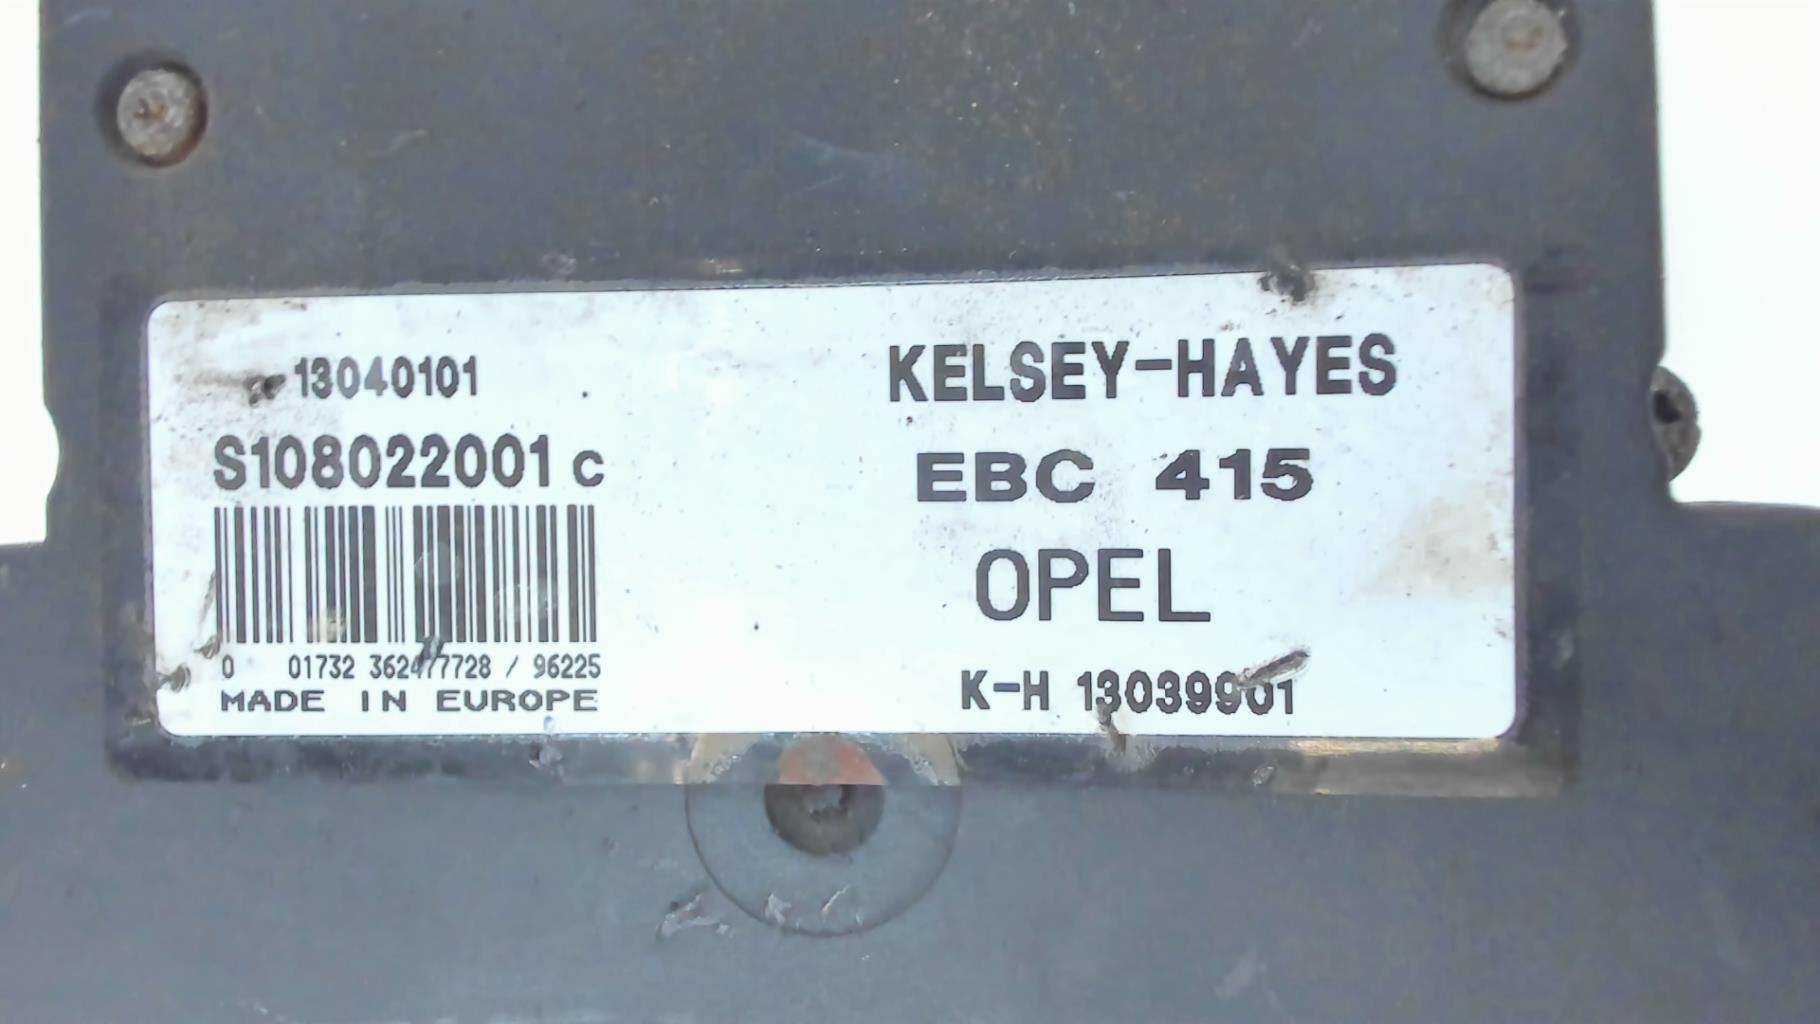 13040101
S108022001 c
0 01732 362477728 / 96225
MADE IN EUROPE
KELSEY-HAYES
EBC 415
OPEL
K-H 13039901